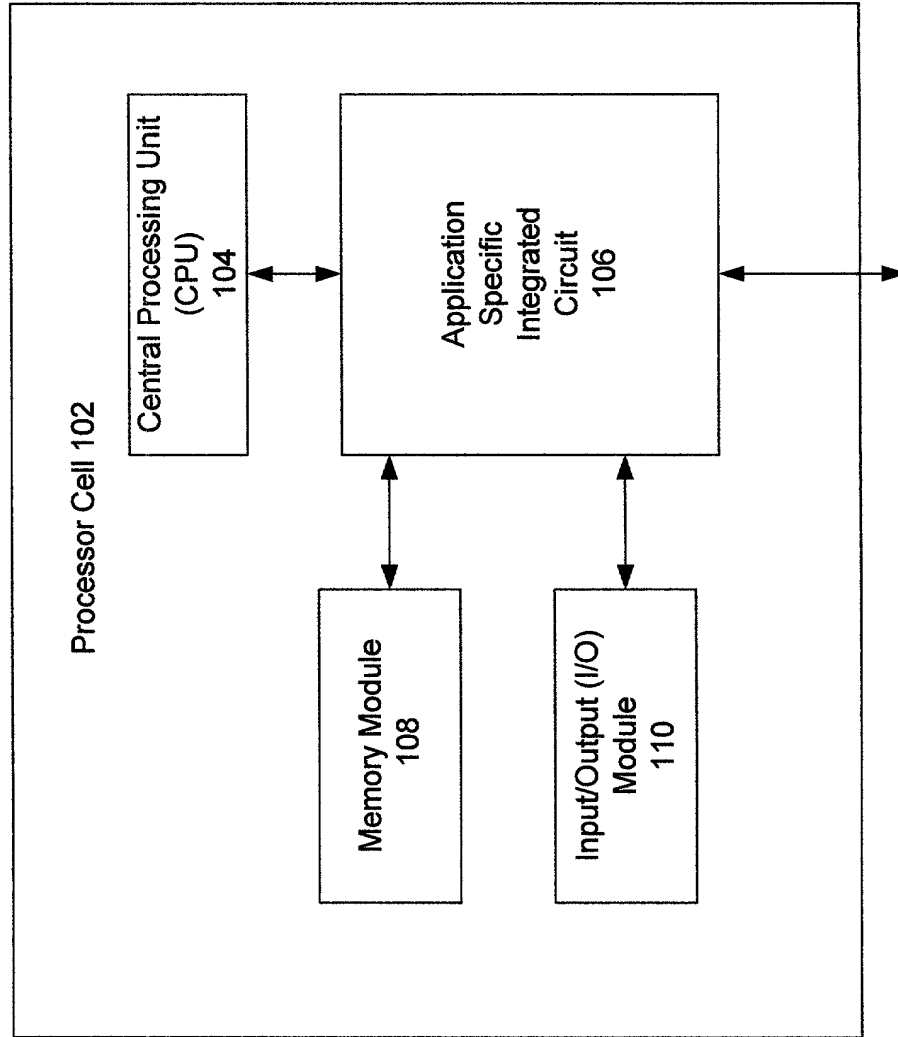 Processor Cell 102
Central Processing Unit
(CPU)
104
Memory Module
108
Application
Specific
Integrated
Circuit
106
Input/Output (I/O)
Module
110